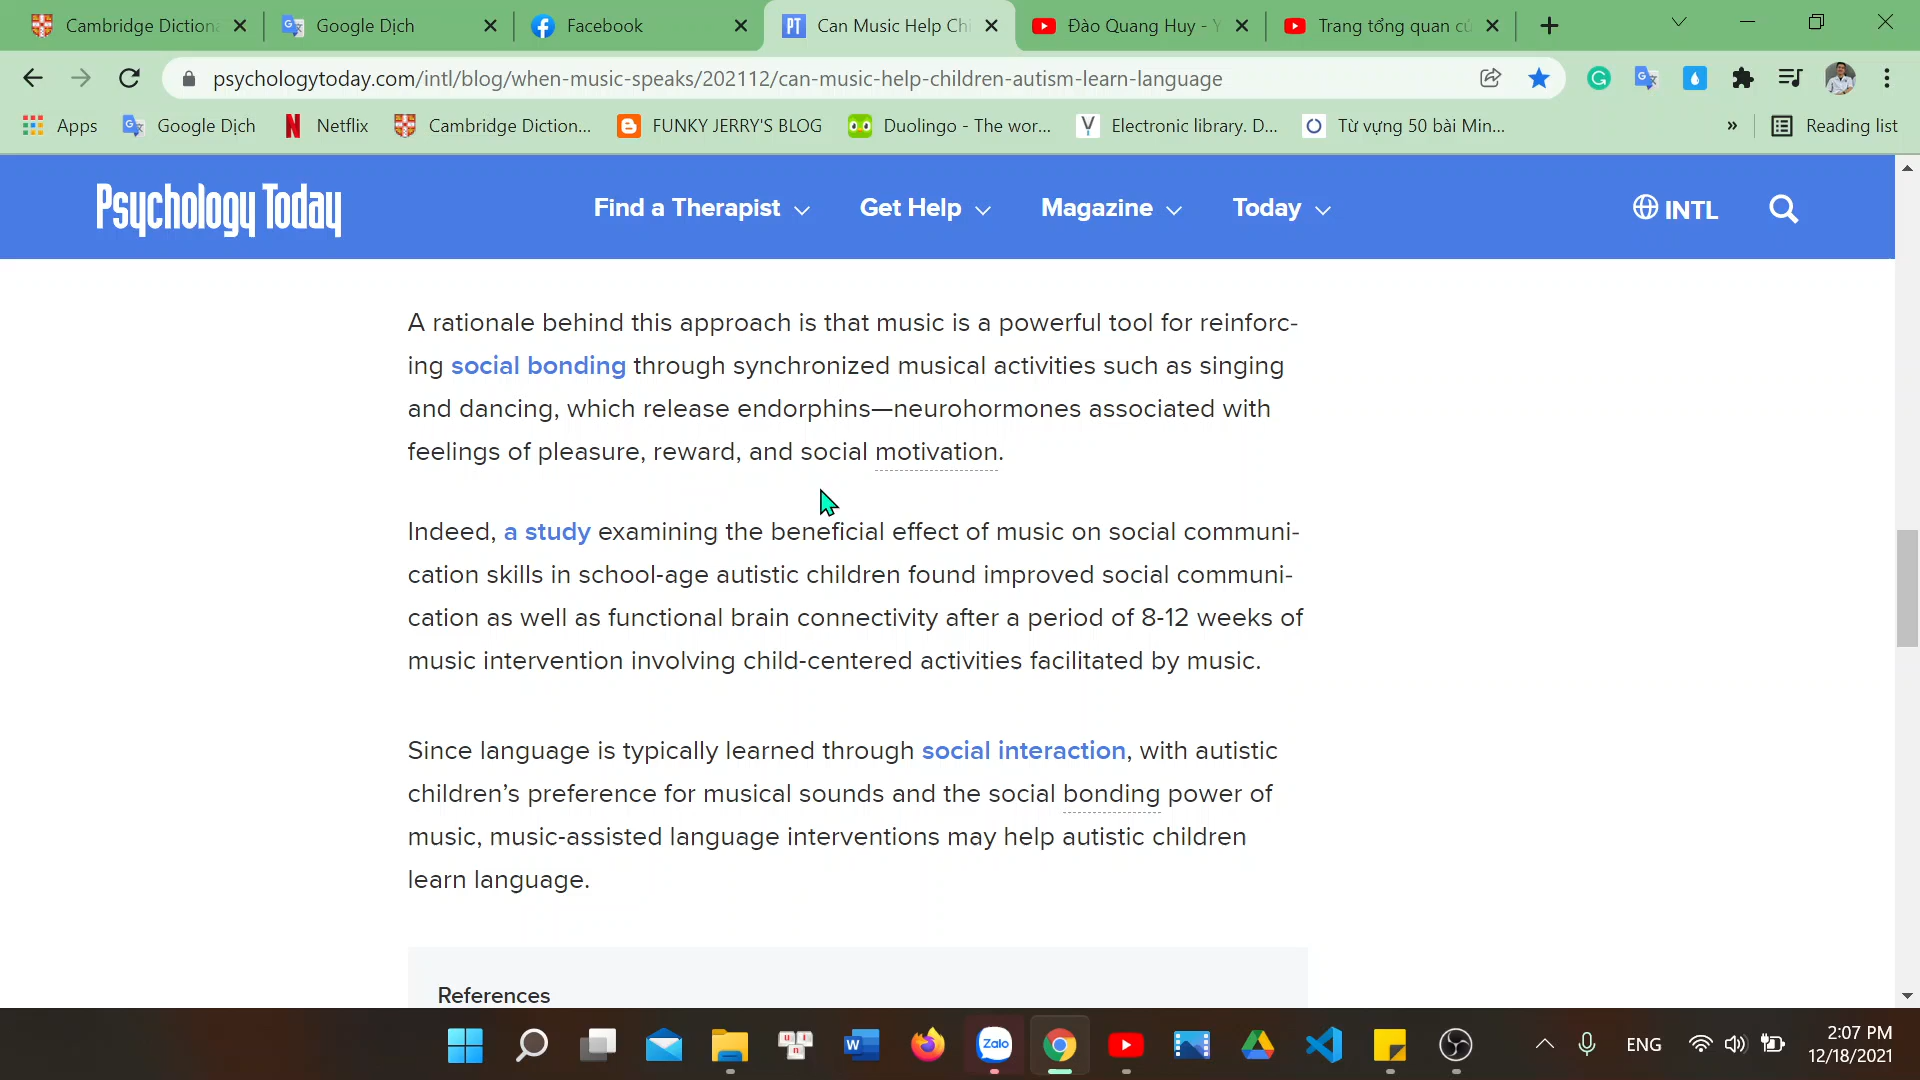 Cambridge Dictiona
Google Dịch
Facebook
Can Music Help Chi
Đào Quang Huy - Y
Trang tổng quan củ
psychologytoday.com/intl/blog/when-music-speaks/202112/can-music-help-children-autism-learn-language
Apps
Google Dịch
Netflix
Cambridge Diction...
FUNKY JERRY'S BLOG
Duolingo - The wor...
Electronic library. D...
Từ vựng 50 bài Min...
»
Reading list
Psychology Today
Find a Therapist
Get Help
Magazine
Today
INTL
A rationale behind this approach is that music is a powerful tool for reinforc-
ing social bonding through synchronized musical activities such as singing
and dancing, which release endorphins—neurohormones associated with
feelings of pleasure, reward, and social motivation.
Indeed, a study examining the beneficial effect of music on social communi-
cation skills in school-age autistic children found improved social communi-
cation as well as functional brain connectivity after a period of 8-12 weeks of
music intervention involving child-centered activities facilitated by music.
Since language is typically learned through social interaction, with autistic
children’s preference for musical sounds and the social bonding power of
music, music-assisted language interventions may help autistic children
learn language.
References
Zalo
ENG
2:07 PM
12/18/2021